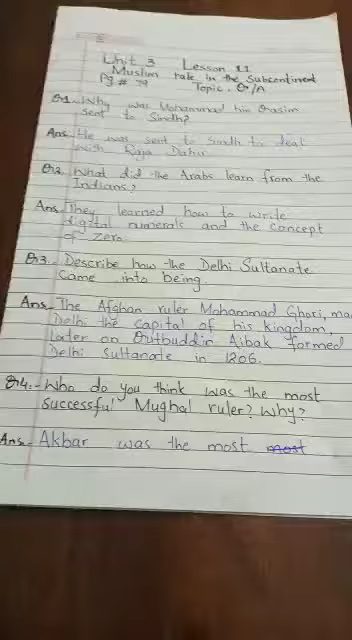 Unit 3 Lesson 11
Muslim rule in the Subcontinent
Pg # 79 Topic. Q/A
Q1. Why was Mohammad bin Qasim
sent to Sindh?
Ans. He was sent to Sindh to deal
with Raja Dahir.
Q2. What did the Arabs learn from the
Indians?
Ans. They learned how to write
digital numerals and the concept
of Zero.
Q3. Describe how the Delhi Sultanate
Came into being.
Ans. The Afghan ruler Mohammad Ghori, ma
Delhi the capital of his kingdom,
Later on Qutbuddin Aibak formed
Delhi Sultanate in 1206.
Q4. Who do you think was the most
successful Mughal ruler? Why?
Ans. Akbar was the most most